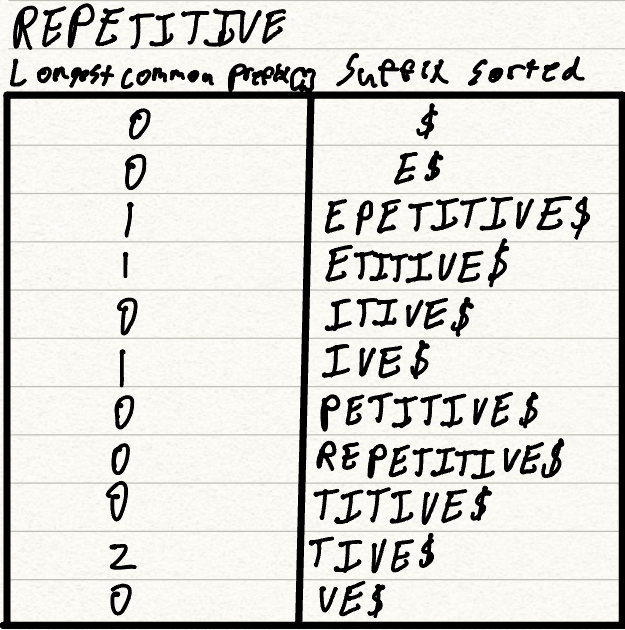 REPETITIVE
Longest common prefix Suffix sorted
0 $
0 E$
1 EPETITIVE$
1 ETITIVE$
0 ITIVE$
1 IVE$
0 PETITIVE$
0 REPETITIVE$
0 TITIVE$
2 TIVE$
0 VE$